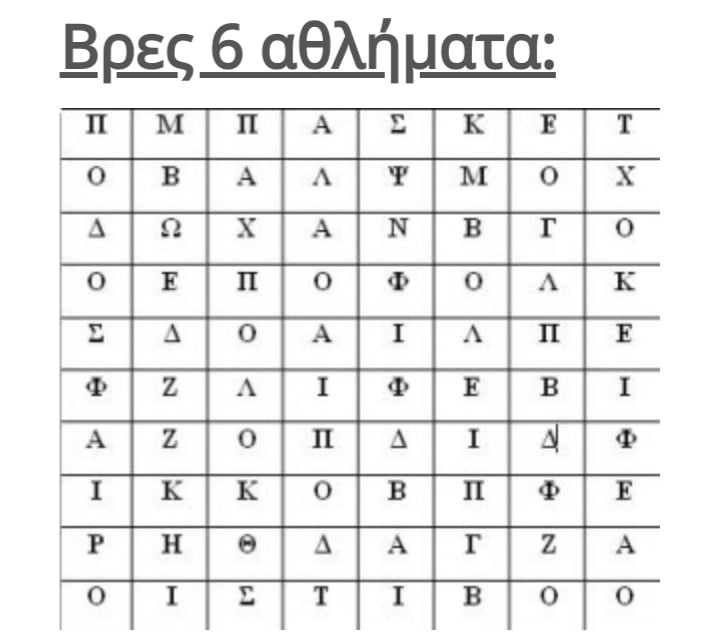 Βρες 6 αθλήματα:
Π Μ Π Α Σ Κ Ε Τ
Ο Β Α Λ Ψ Μ Ο Χ
Δ Ω Χ Α Ν Β Γ Ο
Ο Ε Π Ο Φ Ο Λ Κ
Σ Δ Ο Α Ι Λ Π Ε
Φ Ζ Λ Ι Φ Ε Β Ι
Α Ζ Ο Π Δ Ι Δ Φ
Ι Κ Κ Ο Β Π Φ Ε
Ρ Η Θ Δ Α Γ Ζ Α
Ο Ι Σ Τ Ι Β Ο Ο